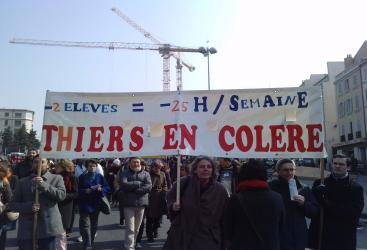 -2 ELEVES = -25 H / SEMAINE
THIERS EN COLERE